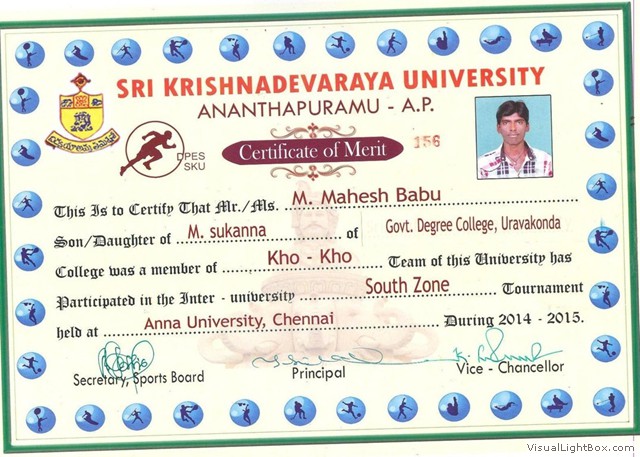 SRI KRISHNADEVARAYA UNIVERSITY
ANANTHAPURAMU - A.P.
DPES
SKU
Certificate of Merit
156
This Is to Certify That Mr./Ms. M. Mahesh Babu
Son/Daughter of M. sukanna of Govt. Degree College, Uravakonda
College was a member of Kho - Kho Team of this University has
Participated in the Inter - university South Zone Tournament
held at Anna University, Chennai During 2014 - 2015.
Secretary, Sports Board
Principal
Vice - Chancellor
VisualLightBox.com